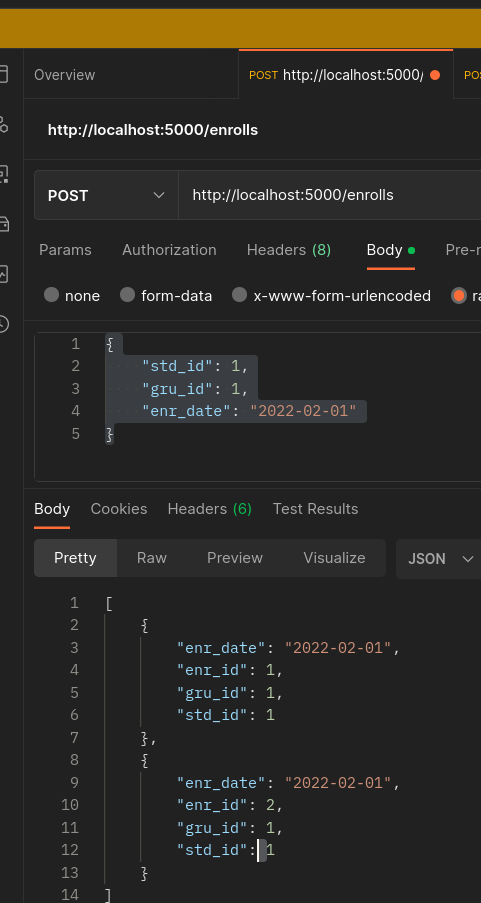 Overview
POST http://localhost:5000/
http://localhost:5000/enrolls
POST http://localhost:5000/enrolls
Params Authorization Headers (8) Body
none form-data x-www-form-urlencoded
1 {
2 "std_id": 1,
3 "gru_id": 1,
4 "enr_date": "2022-02-01"
5 }
Body Cookies Headers (6) Test Results
Pretty Raw Preview Visualize JSON
1 [
2 {
3 "enr_date": "2022-02-01",
4 "enr_id": 1,
5 "gru_id": 1,
6 "std_id": 1
7 },
8 {
9 "enr_date": "2022-02-01",
10 "enr_id": 2,
11 "gru_id": 1,
12 "std_id": 1
13 }
14 ]